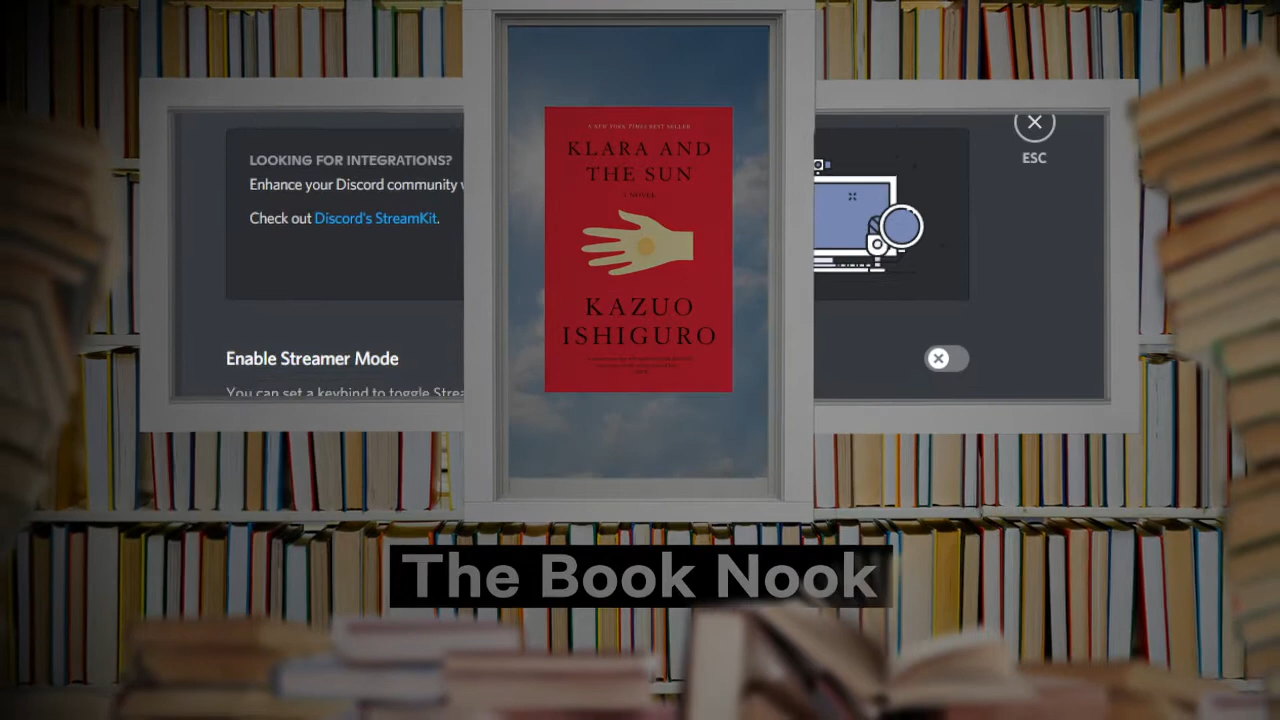 LOOKING FOR INTEGRATIONS?
Enhance your Discord community
Check out Discord's StreamKit.
Enable Streamer Mode
You can set a keybind to toggle Strea
A NEW YORK TIMES BEST SELLER
KLARA AND
THE SUN
A NOVEL
KAZUO
ISHIGURO
ESC
The Book Nook